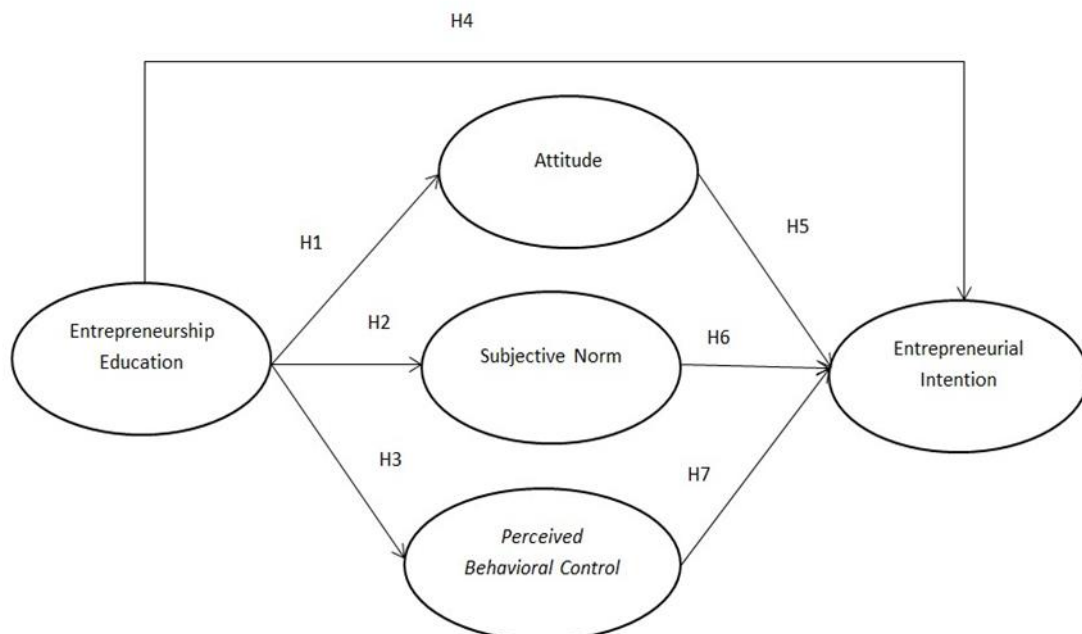 H4
Attitude
H1
H5
Entrepreneurship
Education
H2
Subjective Norm
H6
Entrepreneurial
Intention
H3
H7
Perceived
Behavioral Control